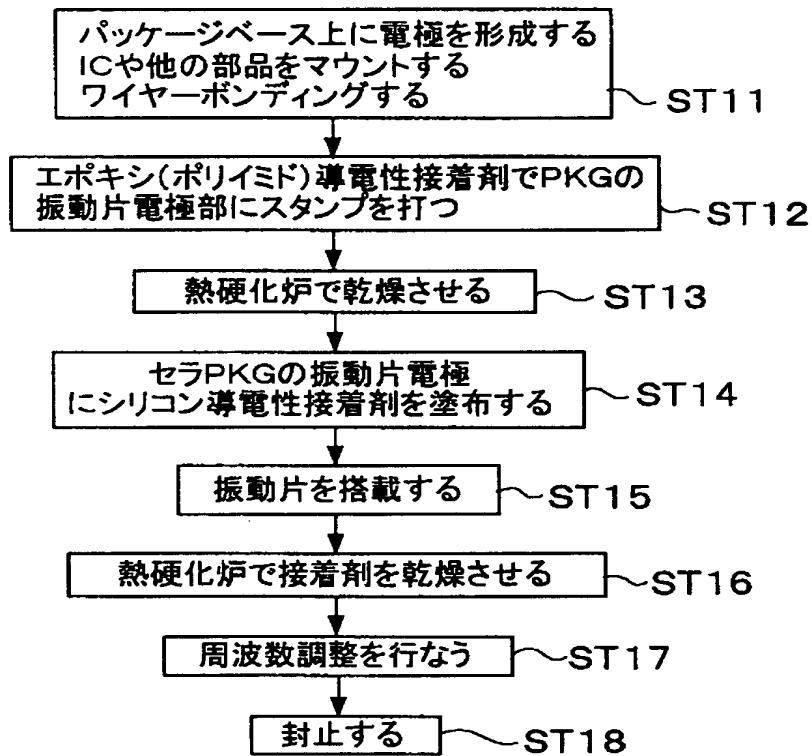 パッケージベース上に電極を形成する
ICや他の部品をマウントする
ワイヤーボンディングする
ST11
エポキシ(ポリイミド)導電性接着剤でPKGの
振動片電極部にスタンプを打つ
ST12
熱硬化炉で乾燥させる
ST13
セラPKGの振動片電極
にシリコン導電性接着剤を塗布する
ST14
振動片を搭載する
ST15
熱硬化炉で接着剤を乾燥させる
ST16
周波数調整を行なう
ST17
封止する
ST18